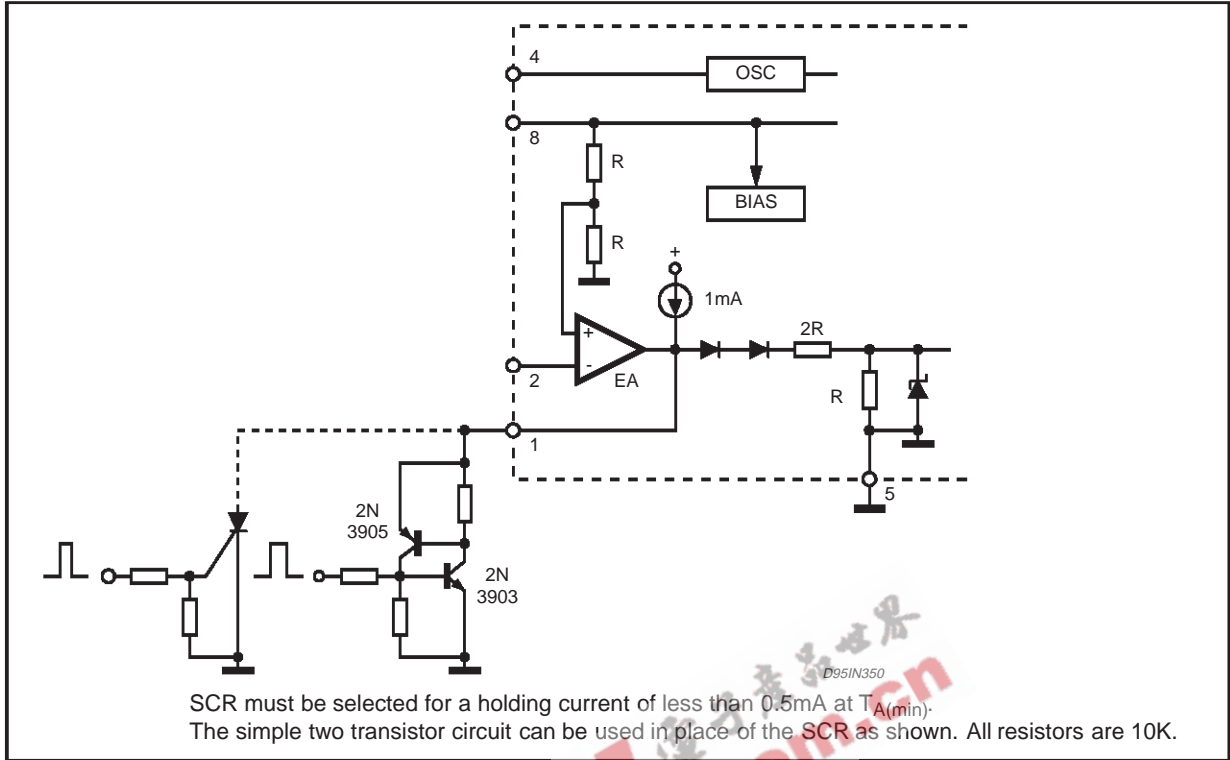 4
OSC
8
R
BIAS
R
+
1mA
+
2R
-
2
EA
R
1
5
2N
3905
2N
3903
D95IN350
SCR must be selected for a holding current of less than 0.5mA at TA(min).
The simple two transistor circuit can be used in place of the SCR as shown. All resistors are 10K.
om.cn